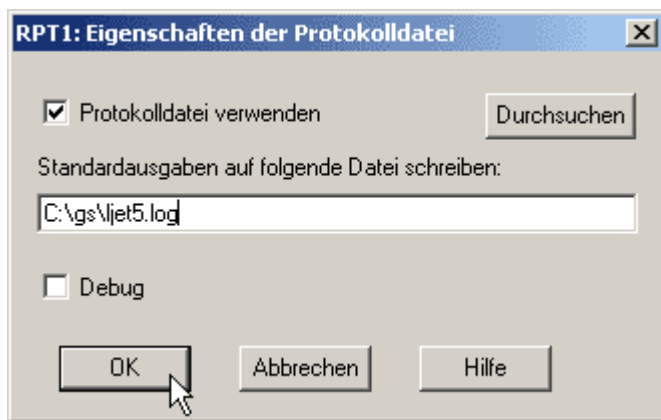 RPT1: Eigenschaften der Protokolldatei
Protokolldatei verwenden
Durchsuchen
Standardausgaben auf folgende Datei schreiben:
C:\gs\ljet5.log
Debug
OK Abbrechen Hilfe